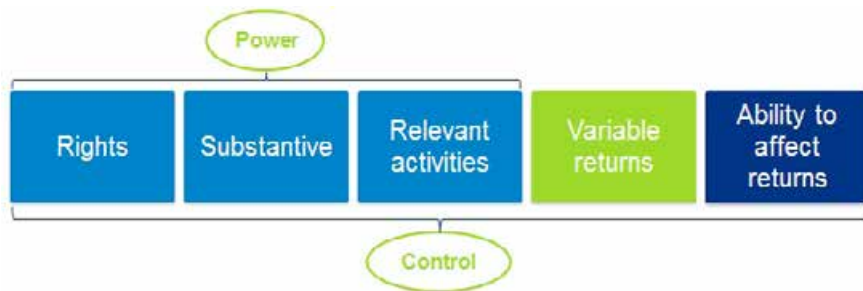 Power
Rights
Substantive
Relevant
activities
Variable
returns
Ability to
affect
returns
Control